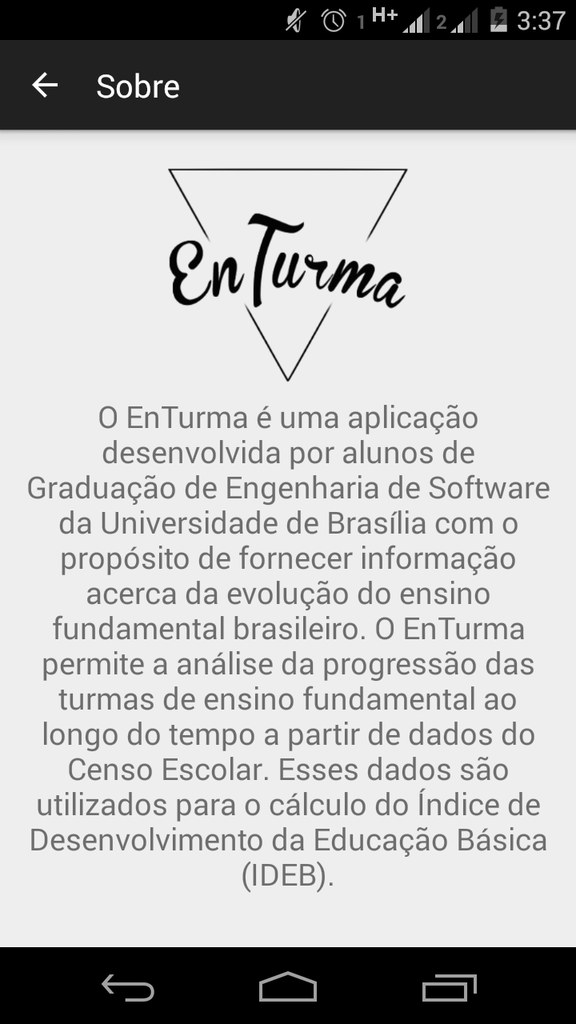 1 H+ 2 3:37
Sobre
EnTurma
O EnTurma é uma aplicação
desenvolvida por alunos de
Graduação de Engenharia de Software
da Universidade de Brasília com o
propósito de fornecer informação
acerca da evolução do ensino
fundamental brasileiro. O EnTurma
permite a análise da progressão das
turmas de ensino fundamental ao
longo do tempo a partir de dados do
Censo Escolar. Esses dados são
utilizados para o cálculo do Índice de
Desenvolvimento da Educação Básica
(IDEB).